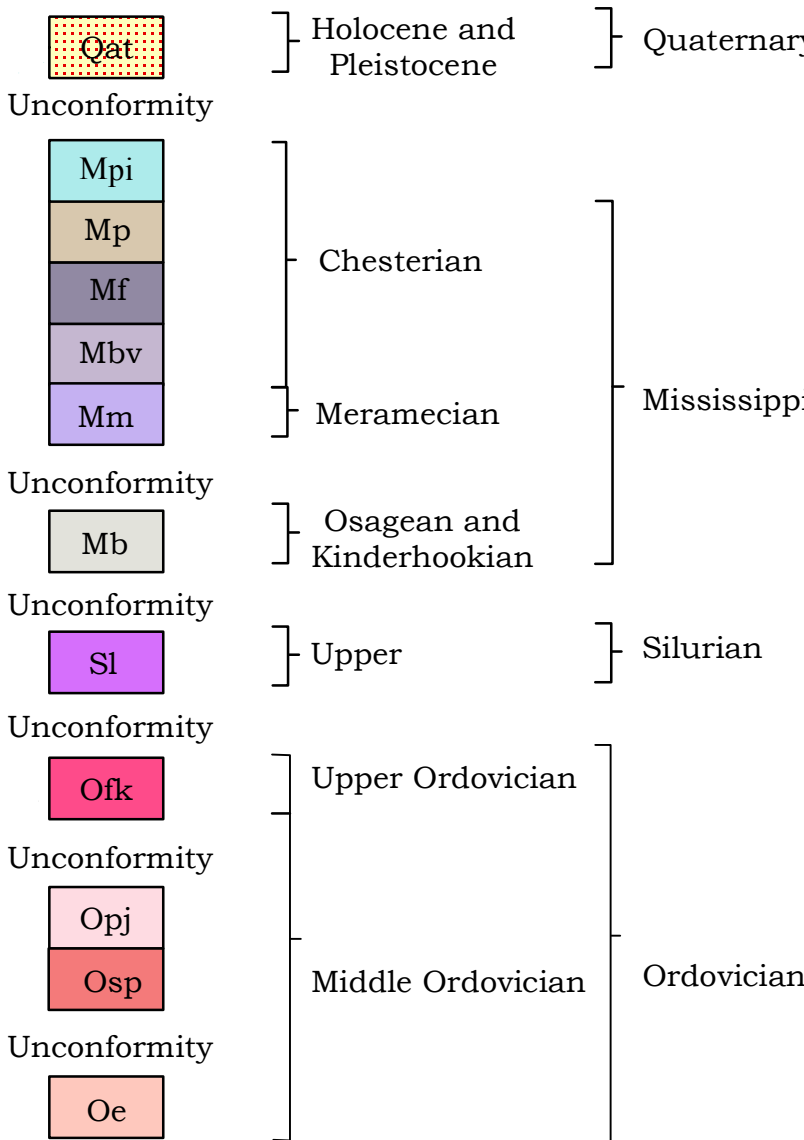 Qat
Holocene and
Pleistocene
Quaternary
Unconformity
Mpi
Mp
Mf
Mbv
Chesterian
Mm
Meramecian
Mississippi
Unconformity
Mb
Osagean and
Kinderhookian
Unconformity
Sl
Upper
Silurian
Unconformity
Ofk
Upper Ordovician
Unconformity
Opj
Osp
Middle Ordovician
Ordovician
Unconformity
Oe